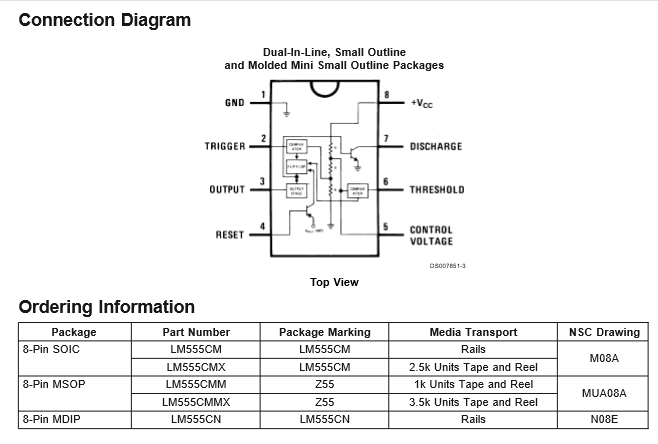 Connection Diagram
Dual-In-Line, Small Outline
and Molded Mini Small Outline Packages
GND 1
8 +VCC
TRIGGER 2
7 DISCHARGE
OUTPUT 3
6 THRESHOLD
RESET 4
5 CONTROL
VOLTAGE
R
R
R
DS007851-3
Top View
Ordering Information
Package Part Number Package Marking Media Transport NSC Drawing
8-Pin SOIC LM555CM LM555CM Rails M08A
LM555CMX LM555CM 2.5k Units Tape and Reel
8-Pin MSOP LM555CMM Z55 1k Units Tape and Reel MUA08A
LM555CMMX Z55 3.5k Units Tape and Reel
8-Pin MDIP LM555CN LM555CN Rails N08E